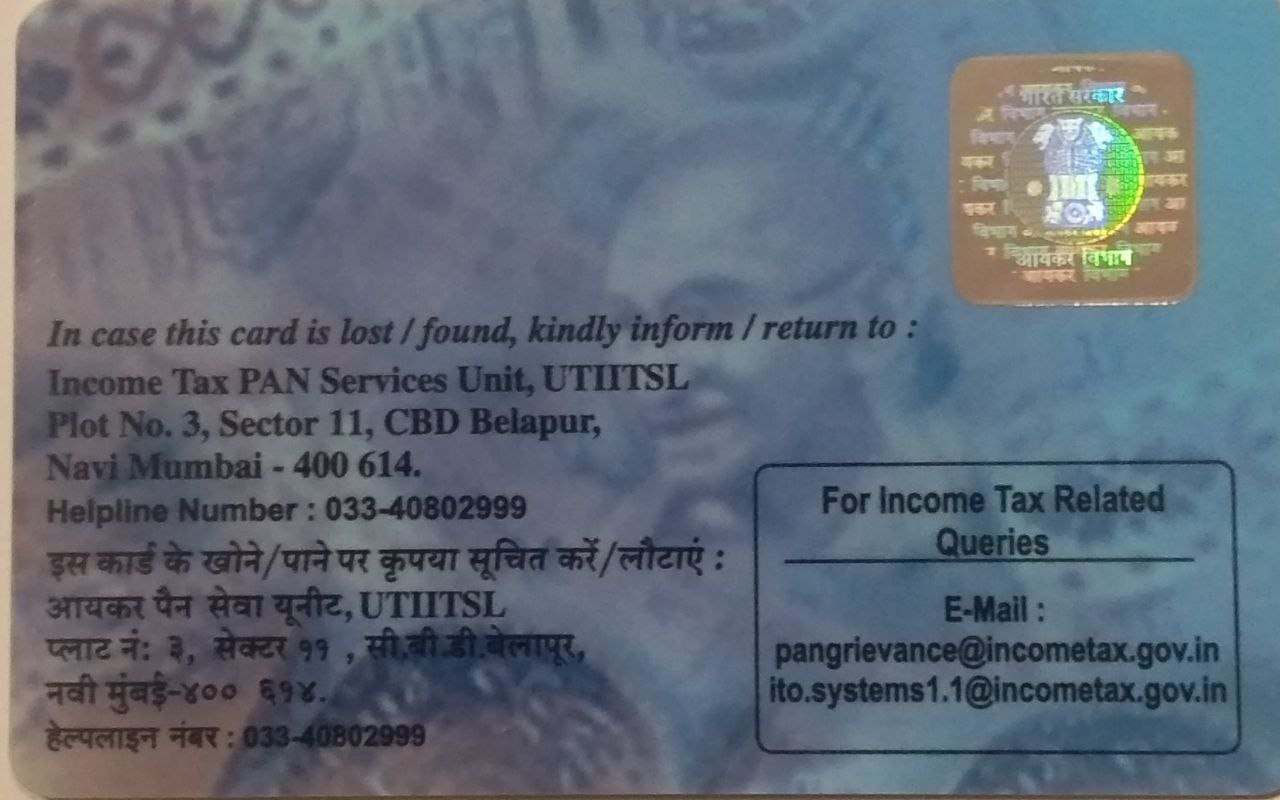 भारत सरकार
आयकर विभाग
In case this card is lost / found, kindly inform / return to :
Income Tax PAN Services Unit, UTIITSL
Plot No. 3, Sector 11, CBD Belapur,
Navi Mumbai - 400 614.
Helpline Number : 033-40802999
इस कार्ड के खोने/पाने पर कृपया सूचित करें/लौटाएं :
आयकर पैन सेवा यूनीट, UTIITSL
प्लाट नं: ३, सेक्टर ११ , सी.बी.डी.बेलापूर,
नवी मुंबई-४०० ६१४.
हेल्पलाइन नंबर : 033-40802999
For Income Tax Related
Queries
E-Mail :
pangrievance@incometax.gov.in
ito.systems1.1@incometax.gov.in